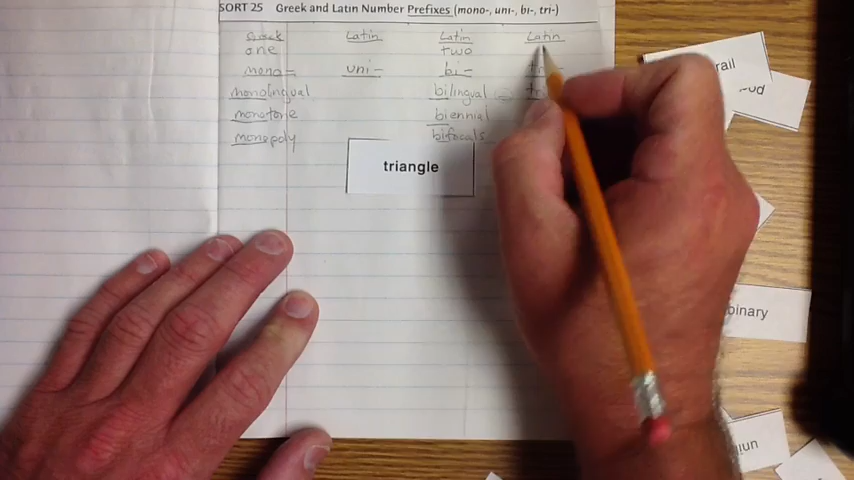 SORT 25 Greek and Latin Number Prefixes (mono-, uni-, bi-, tri-)
Greek Latin Latin Latin
one two
mono- uni- bi-
monolingual bilingual
monotone biennial
monopoly bifocals
triangle
binary